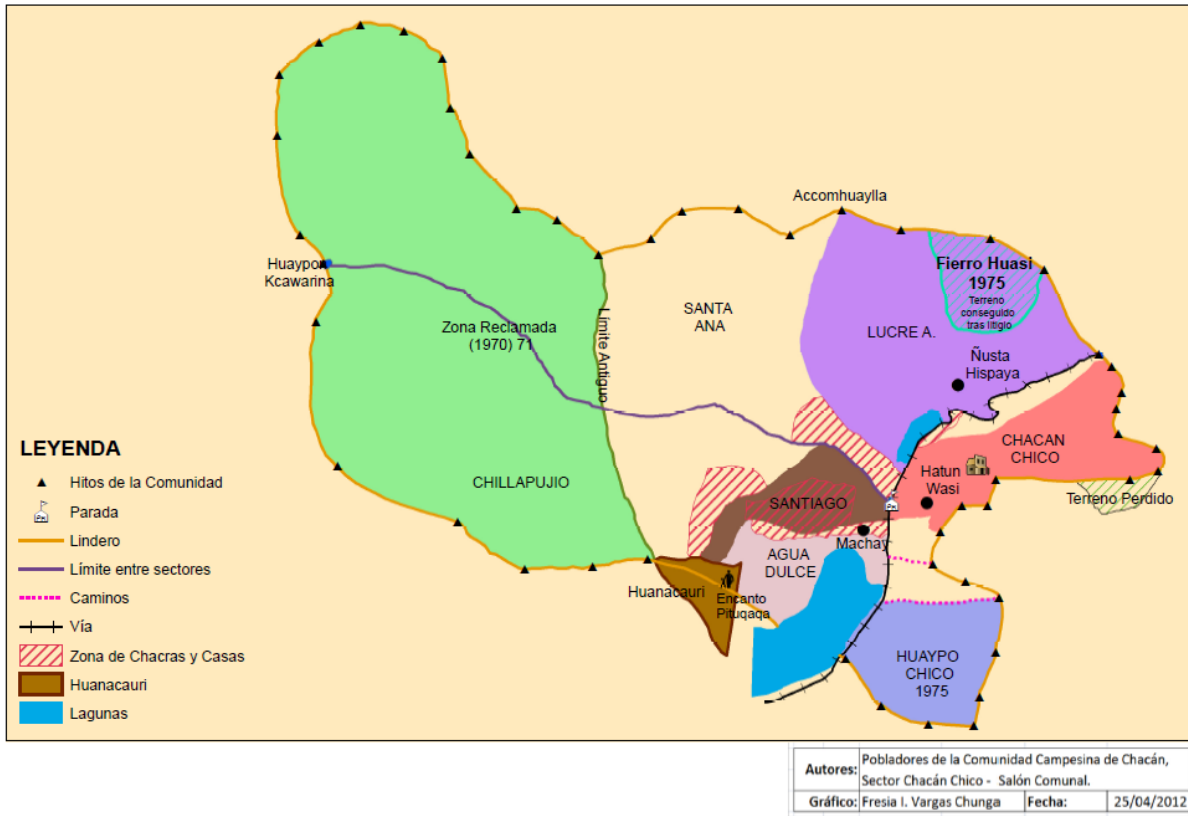 Accomhuaylla
Fierro Huasi
1975
Terreno
conseguido
tras litigio
Huaypon
Kcawarina
SANTA
ANA
Zona Reclamada
(1970) 71
Límite Antiguo
LUCRE A.
Ñusta
Hispaya
CHACAN
CHICO
CHILLAPUJIO
Hatun
Wasi
Terreno Perdido
SANTIAGO
Machay
AGUA
DULCE
Huanacauri
Encanto
Pituqaqa
HUAYPO
CHICO
1975
LEYENDA
Hitos de la Comunidad
Parada
Lindero
Límite entre sectores
Caminos
Vía
Zona de Chacras y Casas
Huanacauri
Lagunas
Autores: Pobladores de la Comunidad Campesina de Chacán,
Sector Chacán Chico - Salón Comunal.
Gráfico: Fresia I. Vargas Chunga Fecha: 25/04/2012